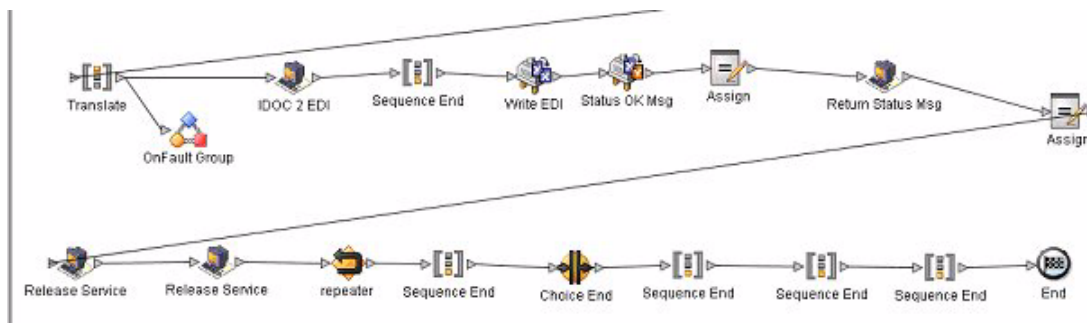 Translate
IDOC 2 EDI
Sequence End
Write EDI
Status OK Msg
Assign
Return Status Msg
Assign
OnFault Group
Release Service
Release Service
repeater
Sequence End
Choice End
Sequence End
Sequence End
Sequence End
End